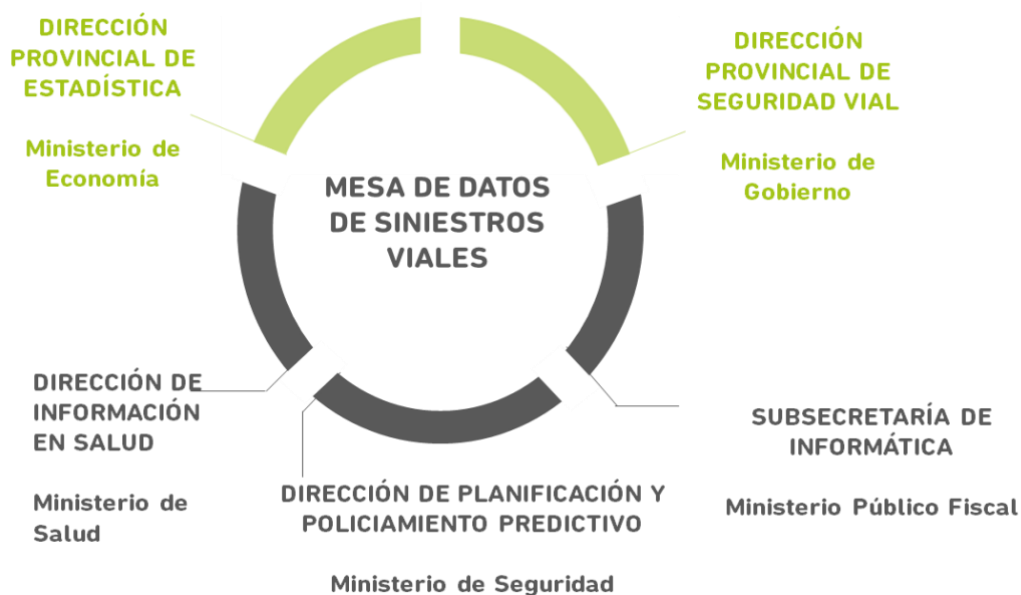 DIRECCIÓN
PROVINCIAL DE
ESTADÍSTICA
Ministerio de
Economía
DIRECCIÓN
PROVINCIAL DE
SEGURIDAD VIAL
Ministerio de
Gobierno
MESA DE DATOS
DE SINIESTROS
VIALES
DIRECCIÓN DE
INFORMACIÓN
EN SALUD
Ministerio de
Salud
DIRECCIÓN DE PLANIFICACIÓN Y
POLICIAMIENTO PREDICTIVO
Ministerio de Seguridad
SUBSECRETARÍA DE
INFORMÁTICA
Ministerio Público Fiscal